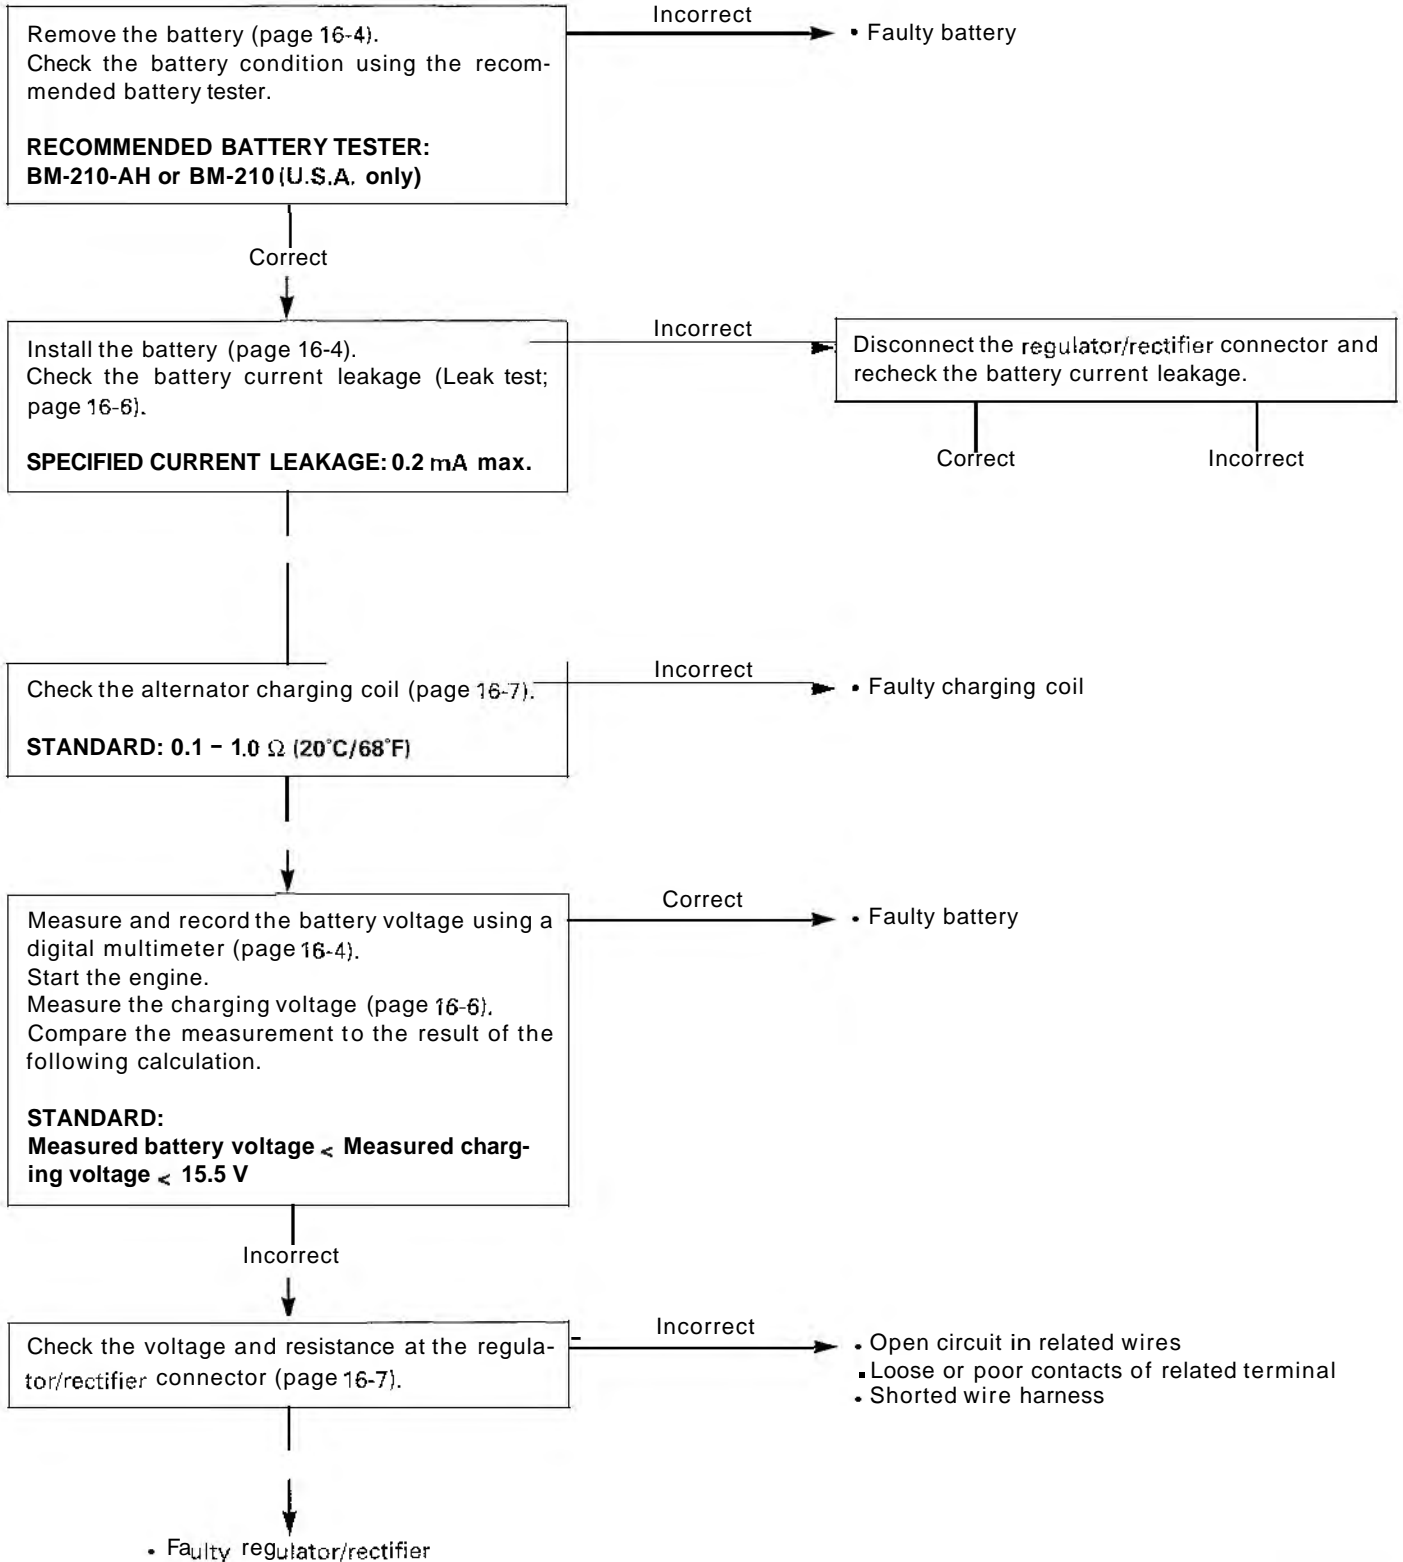 Remove the battery (page 16-4).
Check the battery condition using the recom-
mended battery tester.
RECOMMENDED BATTERY TESTER:
BM-210-AH or BM-210 (U.S.A. only)
Incorrect
• Faulty battery
Correct
Install the battery (page 16-4).
Check the battery current leakage (Leak test;
page 16-6).
SPECIFIED CURRENT LEAKAGE: 0.2 mA max.
Incorrect
Disconnect the regulator/rectifier connector and
recheck the battery current leakage.
Correct
Incorrect
Check the alternator charging coil (page 16-7).
STANDARD: 0.1 – 1.0 Ω (20°C/68°F)
Incorrect
• Faulty charging coil
Measure and record the battery voltage using a
digital multimeter (page 16-4).
Start the engine.
Measure the charging voltage (page 16-6).
Compare the measurement to the result of the
following calculation.
STANDARD:
Measured battery voltage < Measured charg-
ing voltage < 15.5 V
Correct
• Faulty battery
Incorrect
Check the voltage and resistance at the regula-
tor/rectifier connector (page 16-7).
Incorrect
• Open circuit in related wires
• Loose or poor contacts of related terminal
• Shorted wire harness
• Faulty regulator/rectifier